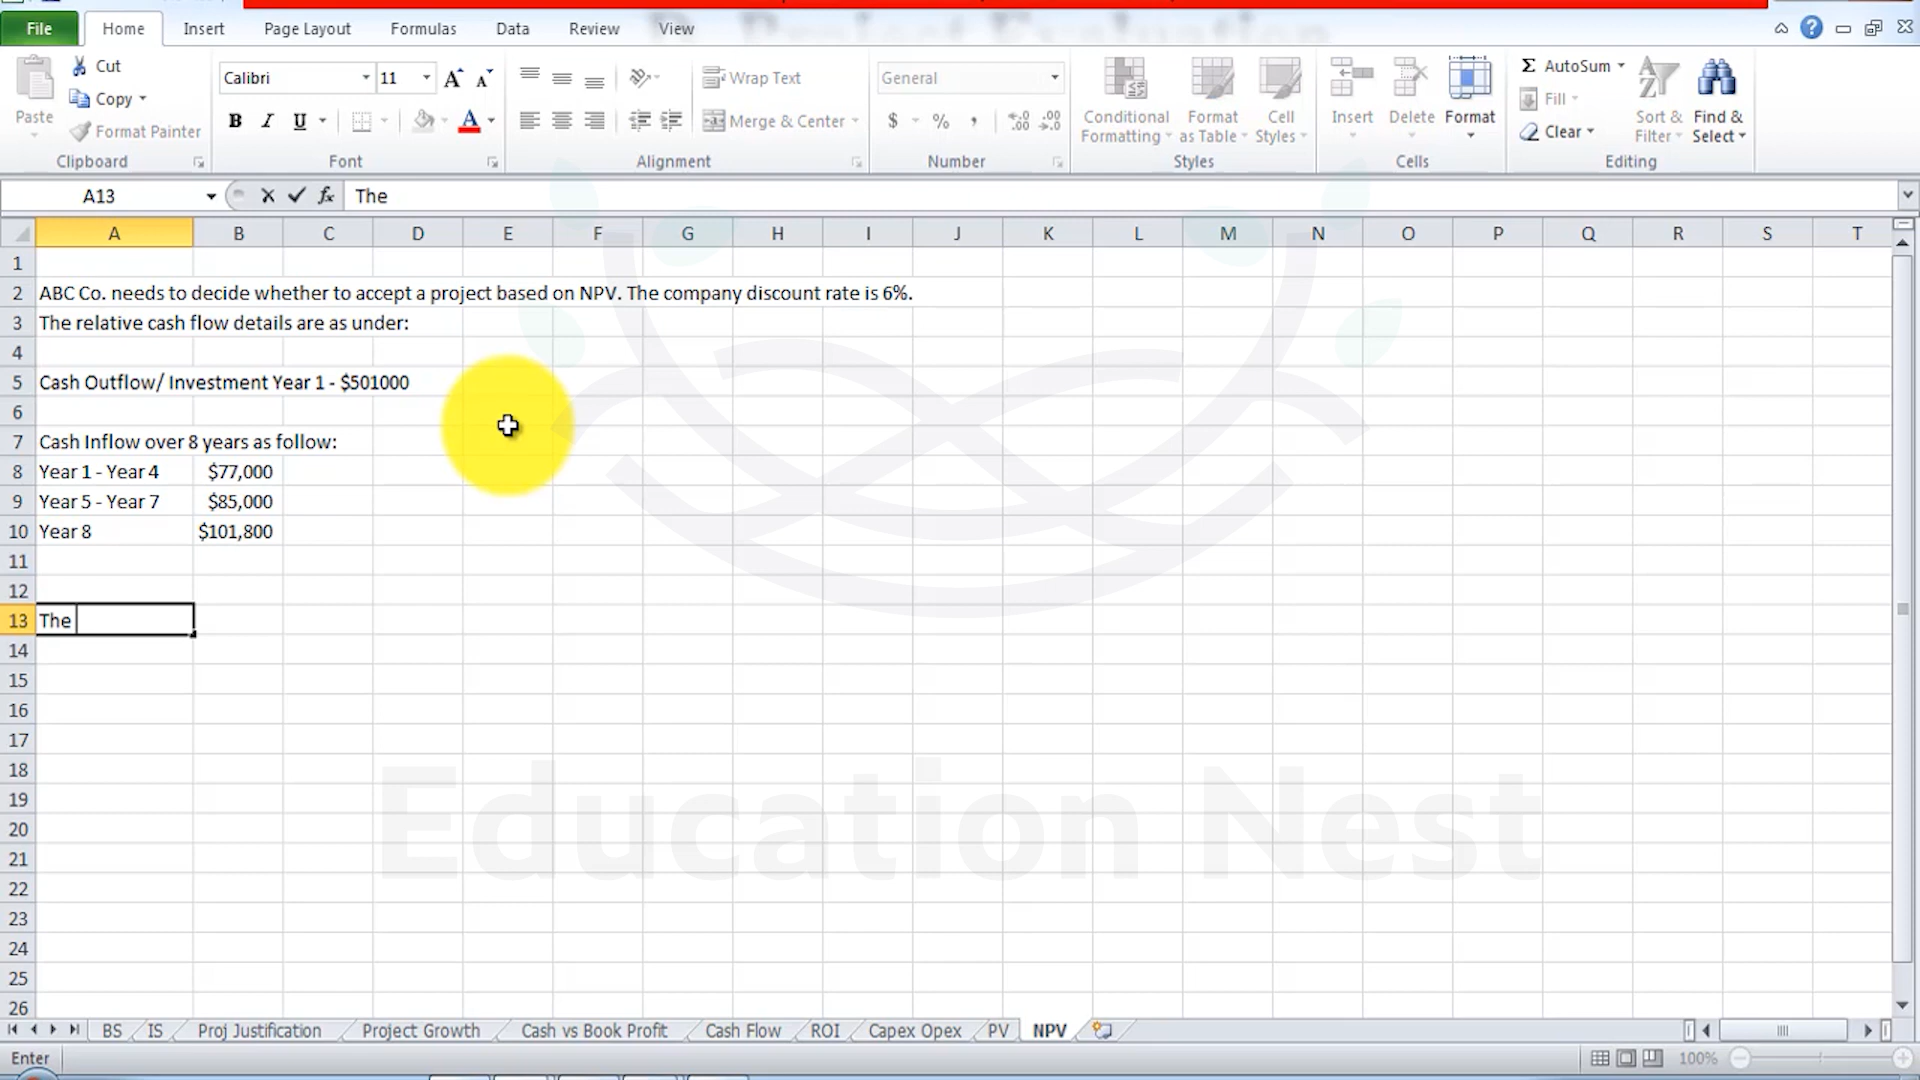 File Home Insert Page Layout Formulas Data Review View
Cut
Copy
Format Painter
Paste
Clipboard
Calibri 11
Font
Wrap Text
Merge & Center
Alignment
General
Number
Conditional Formatting
Format as Table
Cell Styles
Styles
Insert Delete Format
Cells
AutoSum
Fill
Clear
Sort & Filter
Find & Select
Editing
A13 fx The
A B C D E F G H I J K L M N O P Q R S T
1
2 ABC Co. needs to decide whether to accept a project based on NPV. The company discount rate is 6%.
3 The relative cash flow details are as under:
4
5 Cash Outflow/ Investment Year 1 - $501000
6
7 Cash Inflow over 8 years as follow:
8 Year 1 - Year 4 $77,000
9 Year 5 - Year 7 $85,000
10 Year 8 $101,800
11
12
13 The
14
15
16
17
18
19
20
21
22
23
24
25
26
Education Nest
BS IS Proj Justification Project Growth Cash vs Book Profit Cash Flow ROI Capex Opex PV NPV
Enter 100%